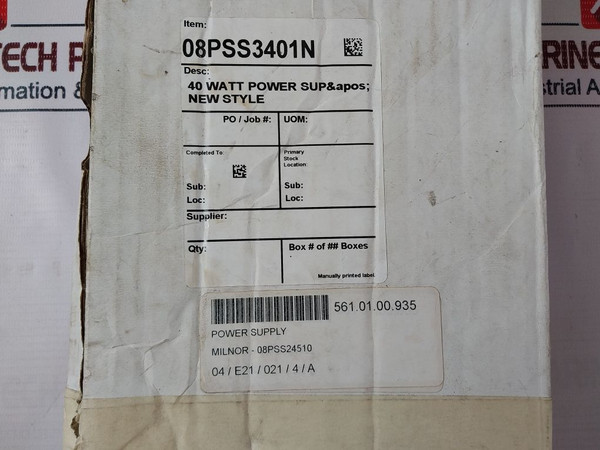 TECH
RINE
mation &
strial A
Item:
08PSS3401N
Desc:
40 WATT POWER SUP&apos;
NEW STYLE
PO / Job #:
UOM:
Completed To:
Primary
Stock
Location:
Sub:
Loc:
Sub:
Loc:
Supplier:
Qty:
Box # of ## Boxes
Manually printed label.
561.01.00.935
POWER SUPPLY
MILNOR - 08PSS24510
04 / E21 / 021 / 4 / A